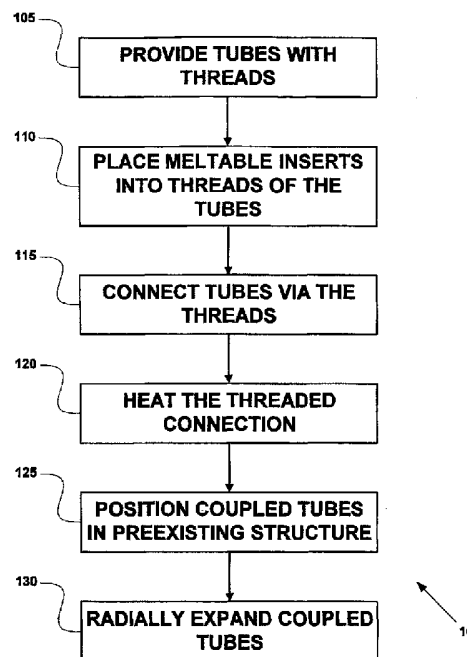 105
PROVIDE TUBES WITH
THREADS
110
PLACE MELTABLE INSERTS
INTO THREADS OF THE
TUBES
115
CONNECT TUBES VIA THE
THREADS
120
HEAT THE THREADED
CONNECTION
125
POSITION COUPLED TUBES
IN PREEXISTING STRUCTURE
130
RADIALLY EXPAND COUPLED
TUBES